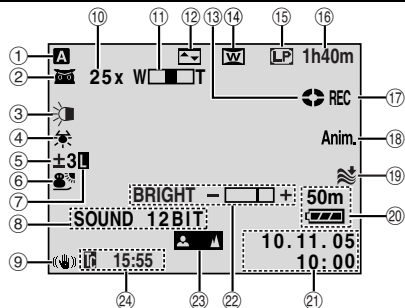 ⑩ ⑪ ⑫ ⑬ ⑭ ⑮ ⑯
① A W LP 1h40m
② 25x W T
REC ⑰
③
④ Anim. ⑱
⑤ ±3 L
⑥ ⑲
⑦ BRIGHT - + 50m
⑧ SOUND 12BIT ⑳
10.11.05
⑨ TC 15:55 10:00
㉔ ㉓ ㉒ ㉑